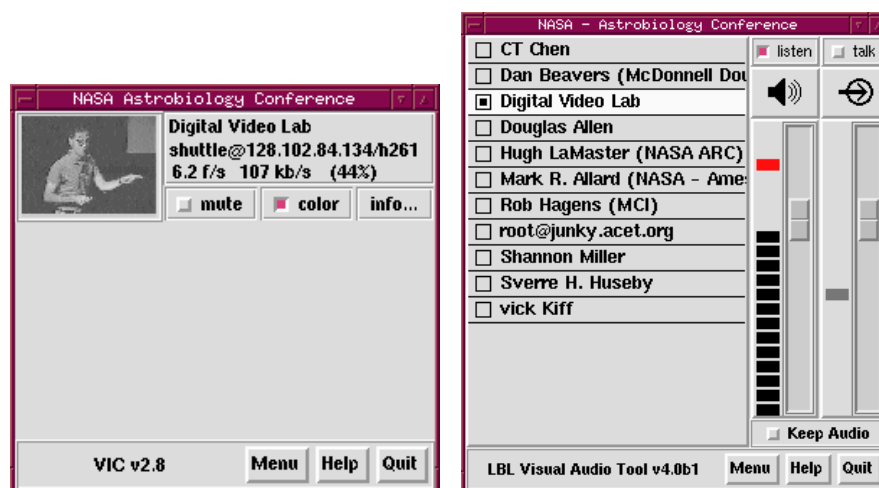 NASA Astrobiology Conference
Digital Video Lab
shuttle@128.102.84.134/h261
6.2 f/s 107 kb/s (44%)
mute color info...
VIC v2.8 Menu Help Quit
NASA - Astrobiology Conference
listen talk
CT Chen
Dan Beavers (McDonnell Dou
Digital Video Lab
Douglas Allen
Hugh LaMaster (NASA ARC)
Mark R. Allard (NASA - Ames
Rob Hagens (MCI)
root@junky.acet.org
Shannon Miller
Sverre H. Huseby
vick Kiff
Keep Audio
LBL Visual Audio Tool v4.0b1 Menu Help Quit